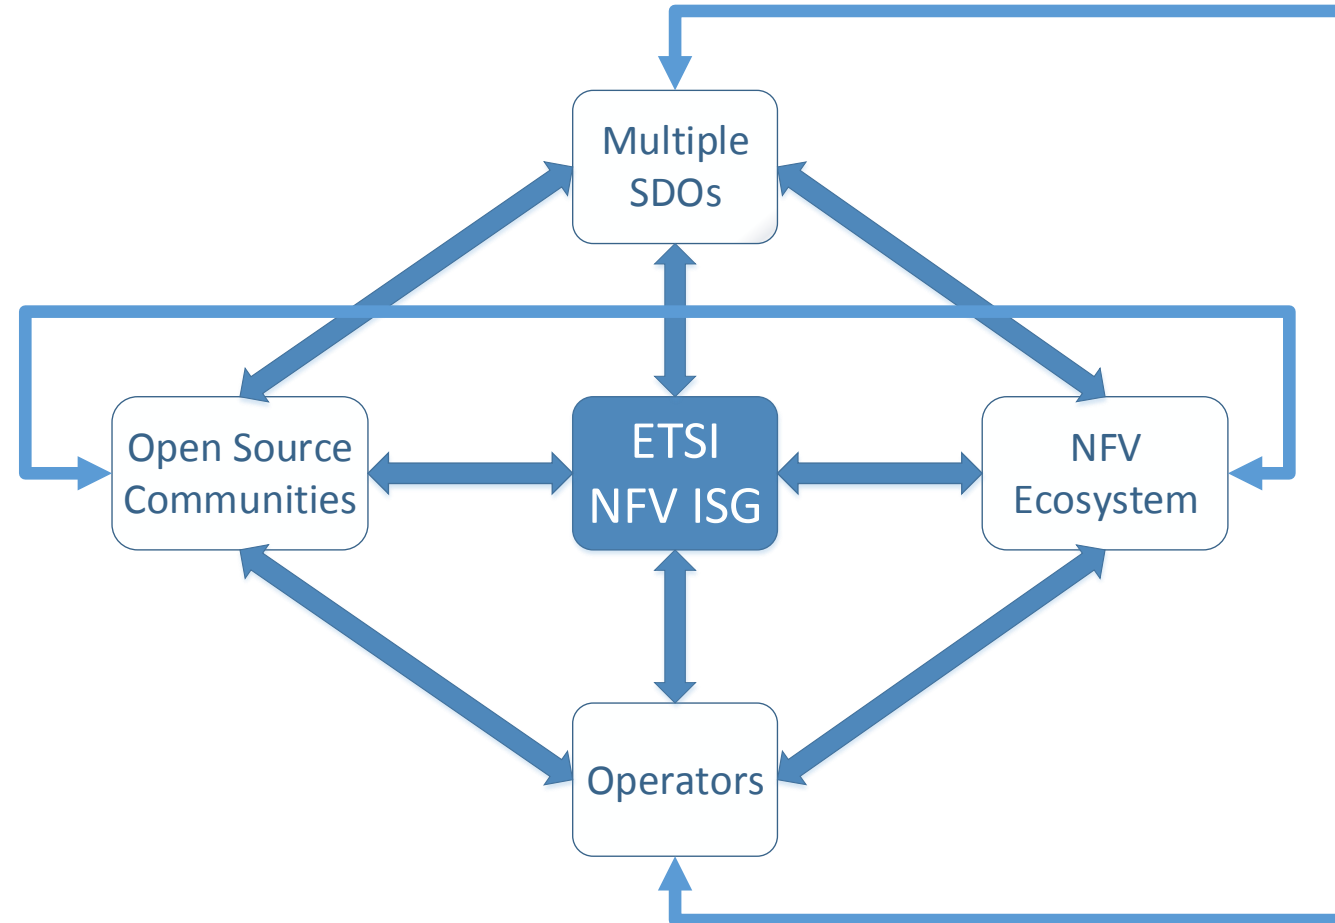 Multiple
SDOs
Open Source
Communities
ETSI
NFV ISG
NFV
Ecosystem
Operators